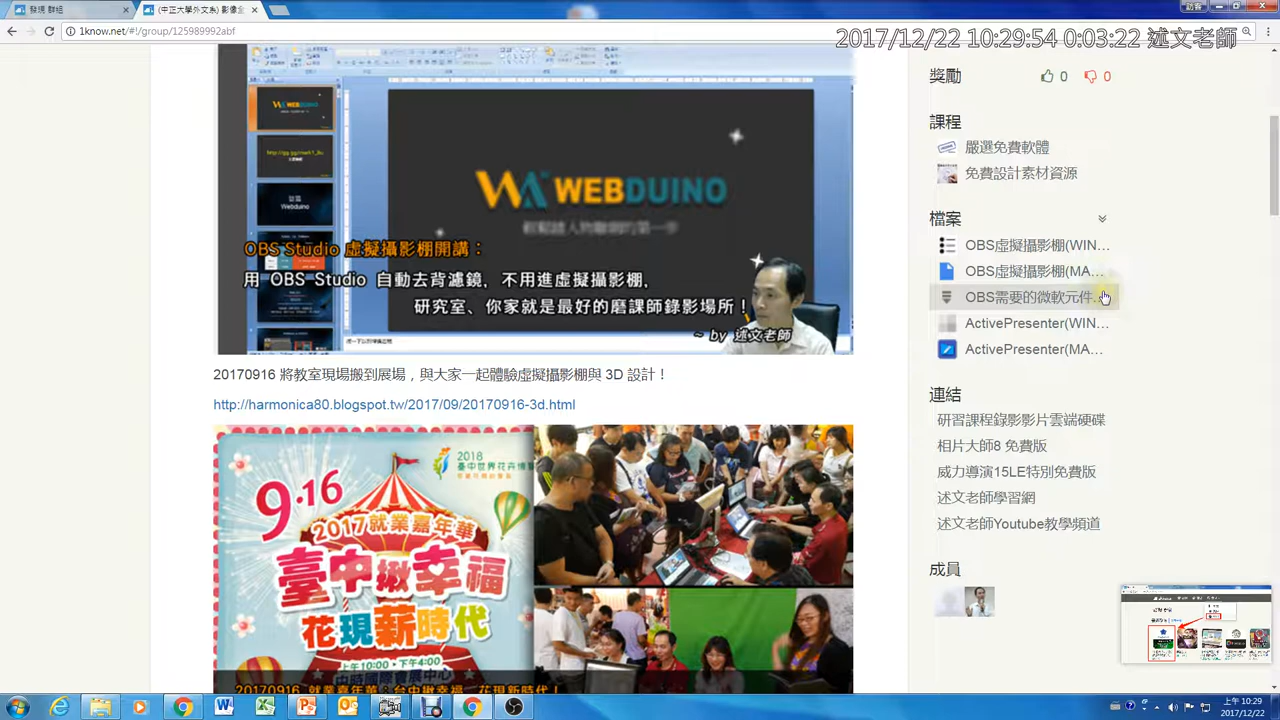 發現 群組
(中正大學外文系) 影像全
訪客
1know.net/#!/group/125989992abf
2017/12/22 10:29:54 0:03:22 述文老師
WEBDUINO
WEBDUINO
Webduino
OBS Studio 虛擬攝影棚開講：
用 OBS Studio 自動去背濾鏡，不用進虛擬攝影棚，
研究室、你家就是最好的磨課師錄影場所！
~ by 述文老師
20170916 將教室現場搬到展場，與大家一起體驗虛擬攝影棚與 3D 設計！
http://harmonica80.blogspot.tw/2017/09/20170916-3d.html
2018
臺中世界花卉博覽
9.16
2017就業嘉年華
臺中揪幸福
花現薪時代
上午10:00-下午4:00
中時國際會展中心
20170916 就業嘉年華：台中揪幸福，花現新時代！
獎勵
0
0
課程
嚴選免費軟體
免費設計素材資源
檔案
OBS虛擬攝影棚(WIN...
OBS虛擬攝影棚(MA...
OBS需要的微軟元件...
ActivePresenter(WIN...
ActivePresenter(MA...
連結
研習課程錄影影片雲端硬碟
相片大師8 免費版
威力導演15LE特別免費版
述文老師學習網
述文老師Youtube教學頻道
成員
上午 10:29
2017/12/22